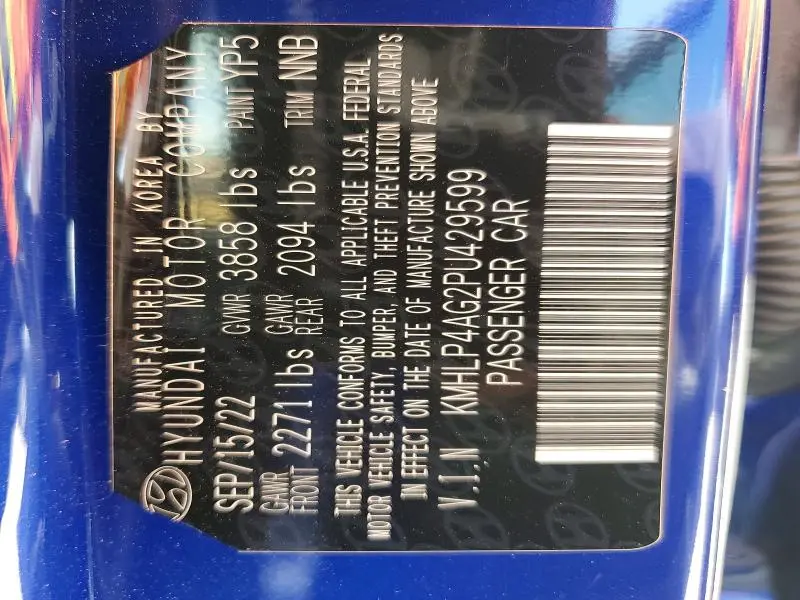 MANUFACTURED IN KOREA BY
HYUNDAI MOTOR COMPANY
SEP/15/22 GVWR 3858 lbs PAINT YP5
GAWR FRONT 2271 lbs GAWR REAR 2094 lbs TRIM NNB
THIS VEHICLE CONFORMS TO ALL APPLICABLE U.S.A. FEDERAL
MOTOR VEHICLE SAFETY, BUMPER, AND THEFT PREVENTION STANDARDS
IN EFFECT ON THE DATE OF MANUFACTURE SHOWN ABOVE
V.I.N KMHLP4AG2PU429599
PASSENGER CAR